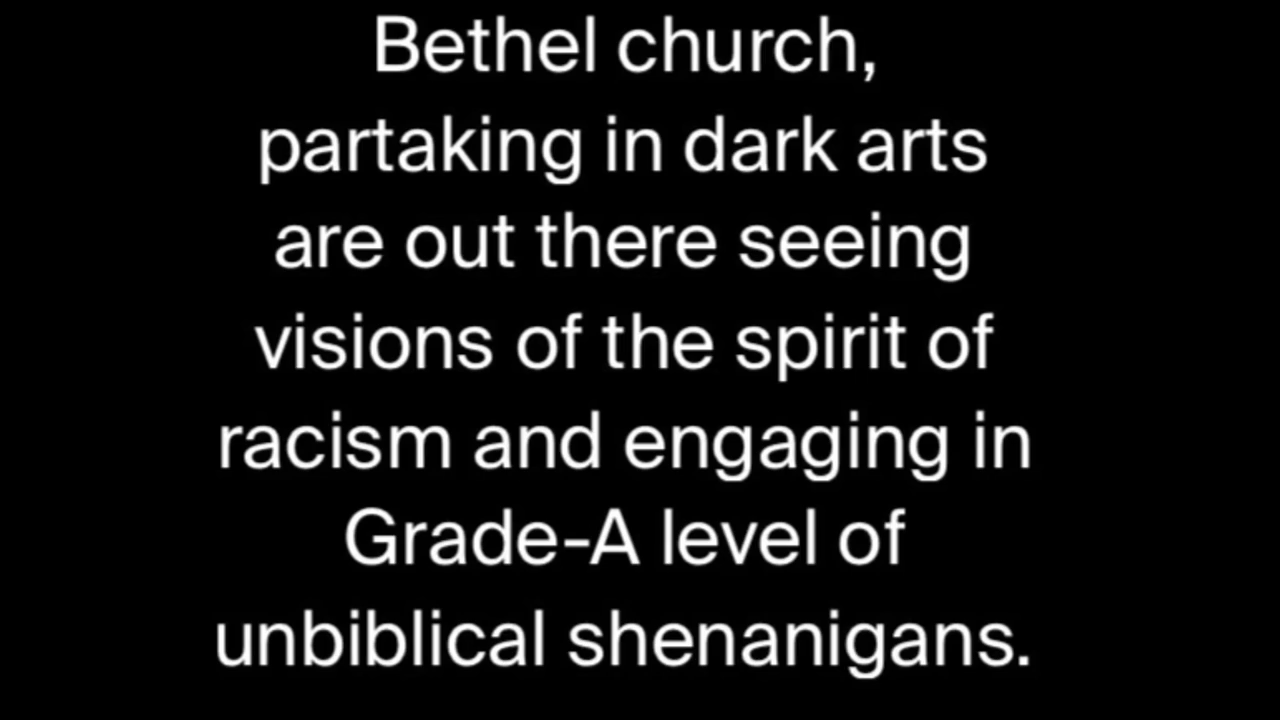 Bethel church,
partaking in dark arts
are out there seeing
visions of the spirit of
racism and engaging in
Grade-A level of
unbiblical shenanigans.